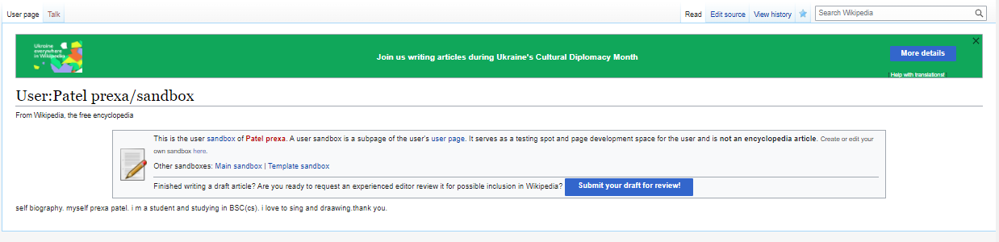 User page Talk Read Edit source View history Search Wikipedia
Ukraine
everywhere
in Wikipedia
Join us writing articles during Ukraine's Cultural Diplomacy Month
More details
Help with translations!
User:Patel prexa/sandbox
From Wikipedia, the free encyclopedia
This is the user sandbox of Patel prexa. A user sandbox is a subpage of the user's user page. It serves as a testing spot and page development space for the user and is not an encyclopedia article. Create or edit your
own sandbox here.
Other sandboxes: Main sandbox | Template sandbox
Finished writing a draft article? Are you ready to request an experienced editor review it for possible inclusion in Wikipedia? Submit your draft for review!
self biography. myself prexa patel. i m a student and studying in BSC(cs). i love to sing and draawing.thank you.